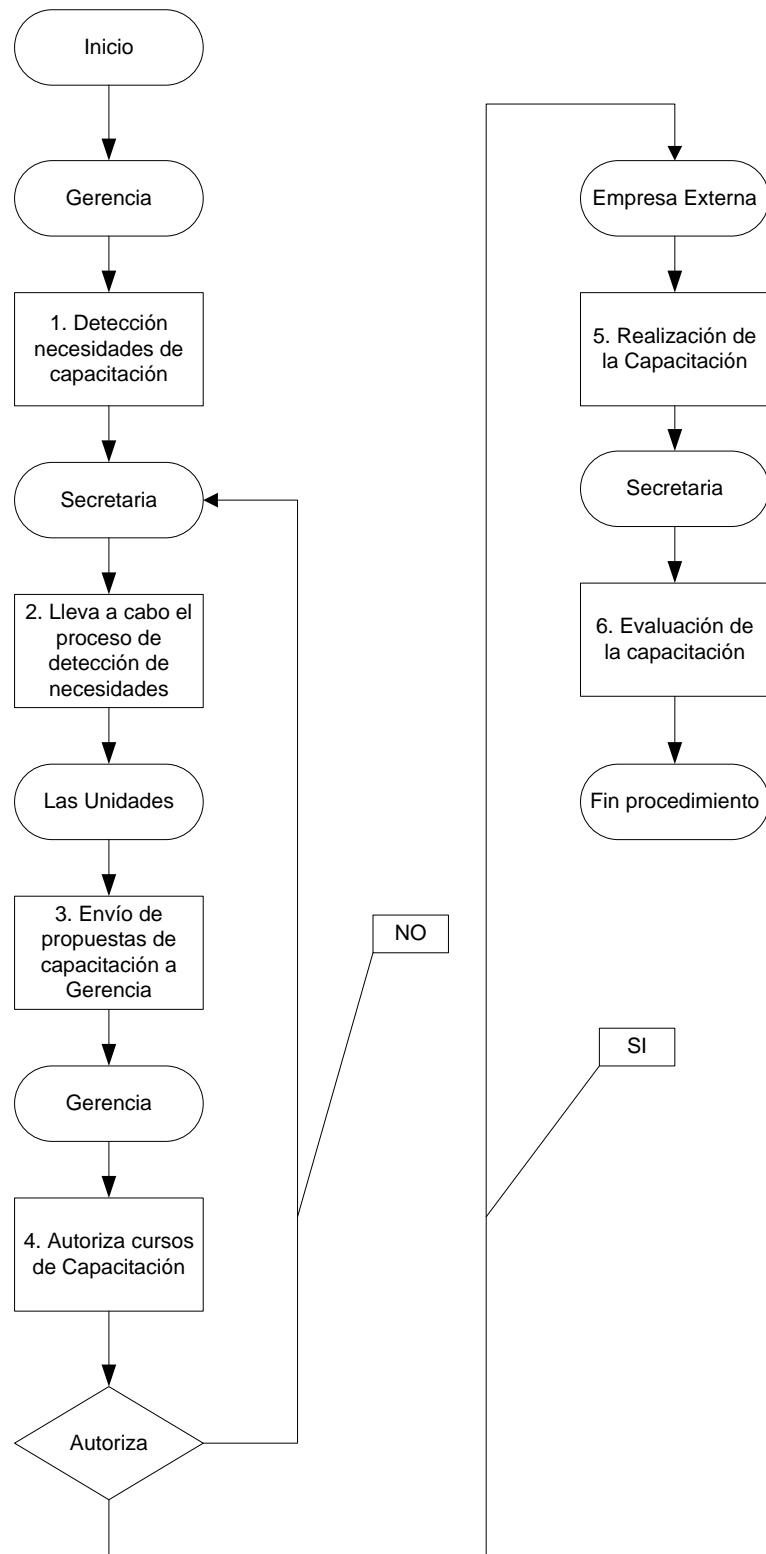 Inicio
Gerencia
1. Detección
necesidades de
capacitación
Secretaria
2. Lleva a cabo el
proceso de
detección de
necesidades
Las Unidades
3. Envío de
propuestas de
capacitación a
Gerencia
Gerencia
4. Autoriza cursos
de Capacitación
Autoriza
NO
SI
Empresa Externa
5. Realización de
la Capacitación
Secretaria
6. Evaluación de
la capacitación
Fin procedimiento